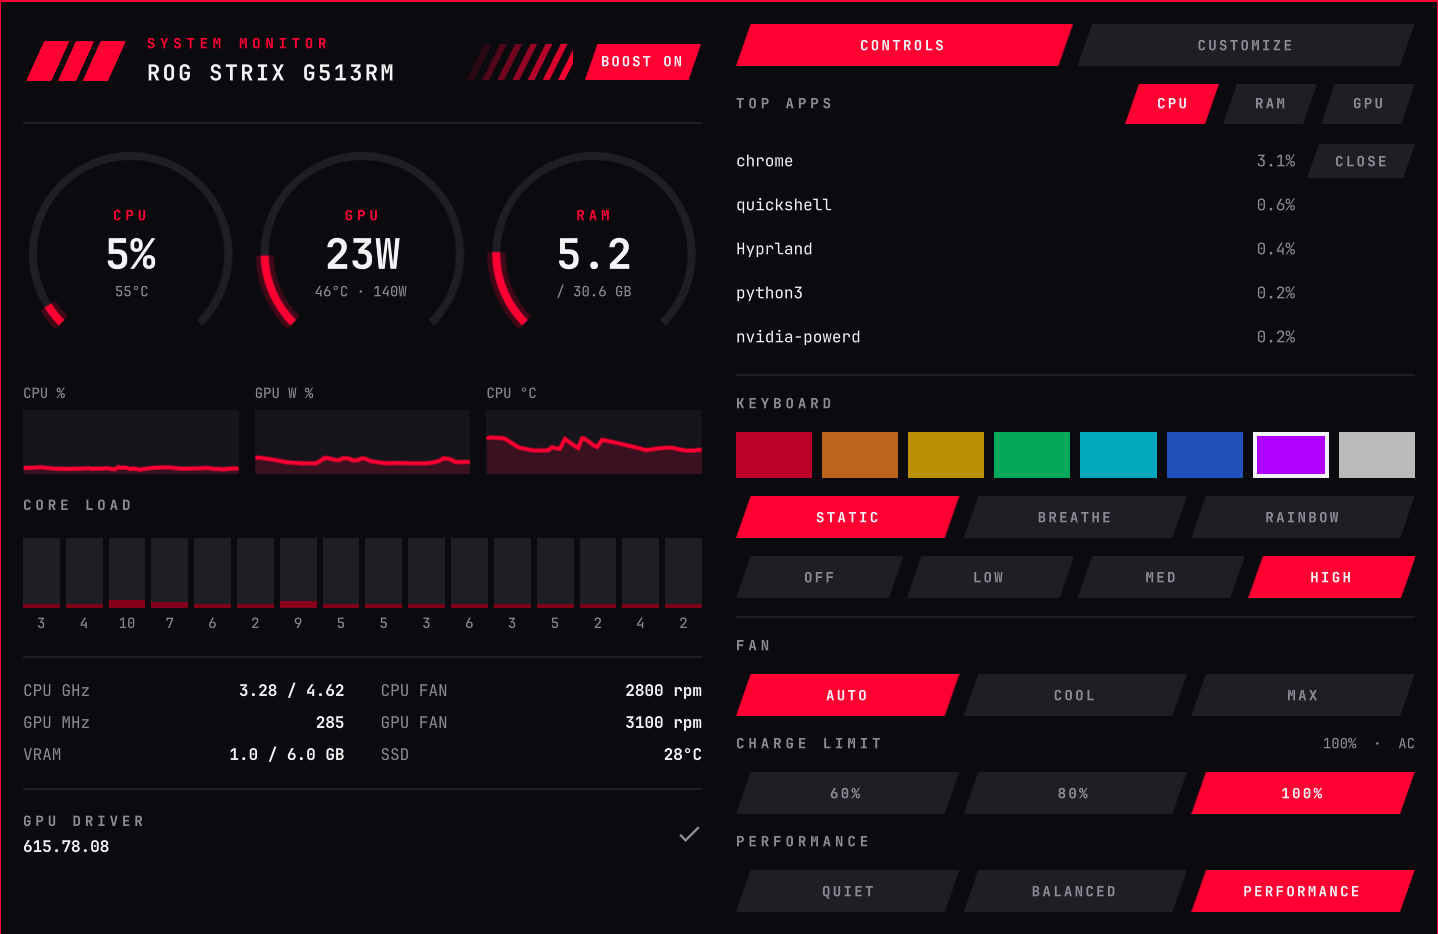 SYSTEM MONITOR
ROG STRIX G513RM
BOOST ON
CPU
5%
55°C
GPU
23W
46°C · 140W
RAM
5.2
/ 30.6 GB
CPU %
GPU W %
CPU °C
CORE LOAD
3 4 10 7 6 2 9 5 5 3 6 3 5 2 4 2
CPU GHz 3.28 / 4.62 CPU FAN 2800 rpm
GPU MHz 285 GPU FAN 3100 rpm
VRAM 1.0 / 6.0 GB SSD 28°C
GPU DRIVER
615.78.08
CONTROLS CUSTOMIZE
TOP APPS CPU RAM GPU
chrome 3.1% CLOSE
quickshell 0.6%
Hyprland 0.4%
python3 0.2%
nvidia-powerd 0.2%
KEYBOARD
STATIC BREATHE RAINBOW
OFF LOW MED HIGH
FAN
AUTO COOL MAX
CHARGE LIMIT 100% · AC
60% 80% 100%
PERFORMANCE
QUIET BALANCED PERFORMANCE